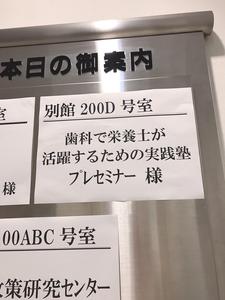 本日の御案内
室
別館 200D 号室
歯科で栄養士が
活躍するための実践塾
プレセミナー 様
様
00ABC 号室
政策研究センター